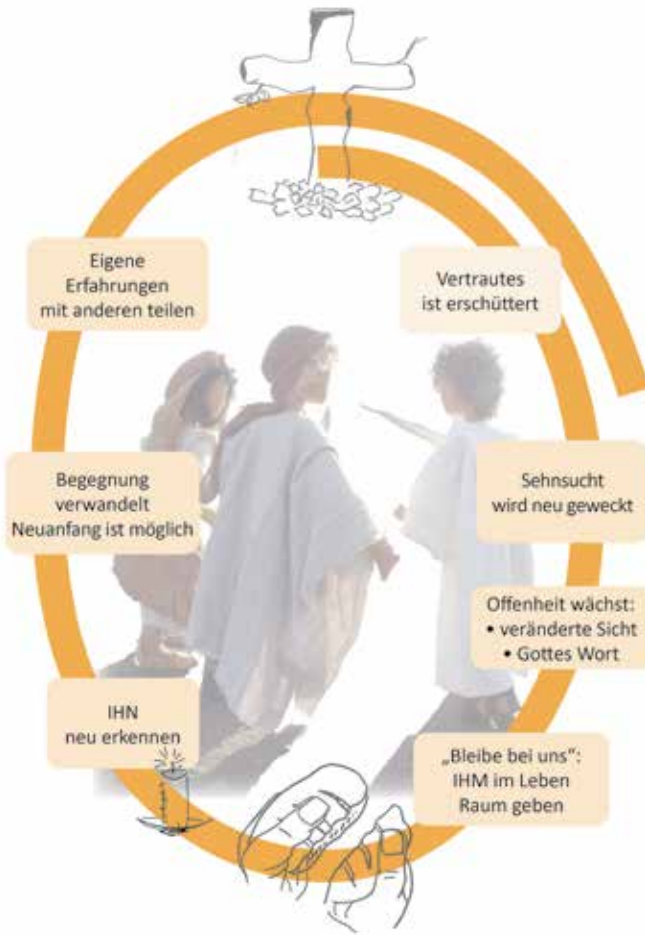 Eigene
Erfahrungen
mit anderen teilen
Vertrautes
ist erschüttert
Begegnung
verwandelt
Neuanfang ist möglich
Sehnsucht
wird neu geweckt
Offenheit wächst:
• veränderte Sicht
• Gottes Wort
IHN
neu erkennen
„Bleibe bei uns“:
IHM im Leben
Raum geben